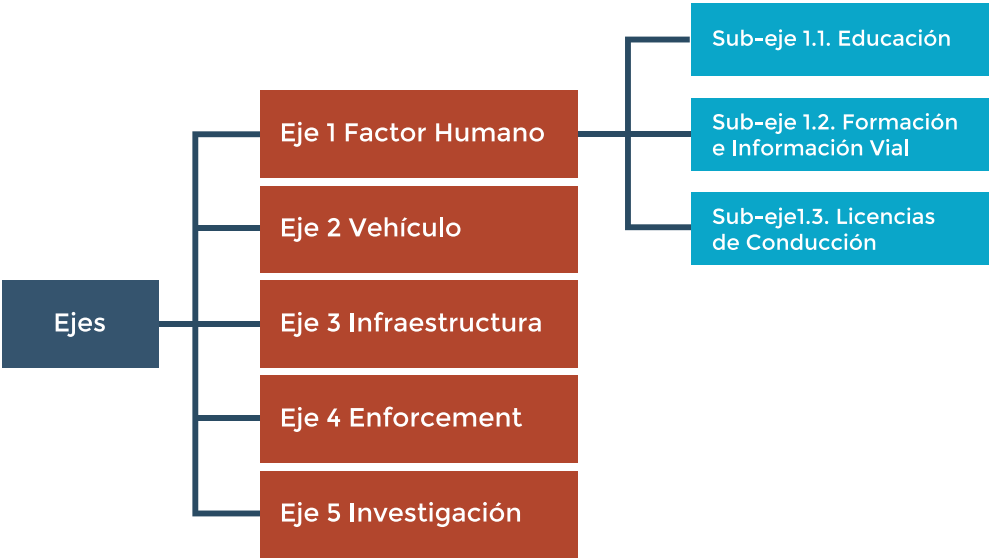 Ejes
Eje 1 Factor Humano
Sub-eje 1.1. Educación
Sub-eje 1.2. Formación
e Información Vial
Sub-eje1.3. Licencias
de Conducción
Eje 2 Vehículo
Eje 3 Infraestructura
Eje 4 Enforcement
Eje 5 Investigación